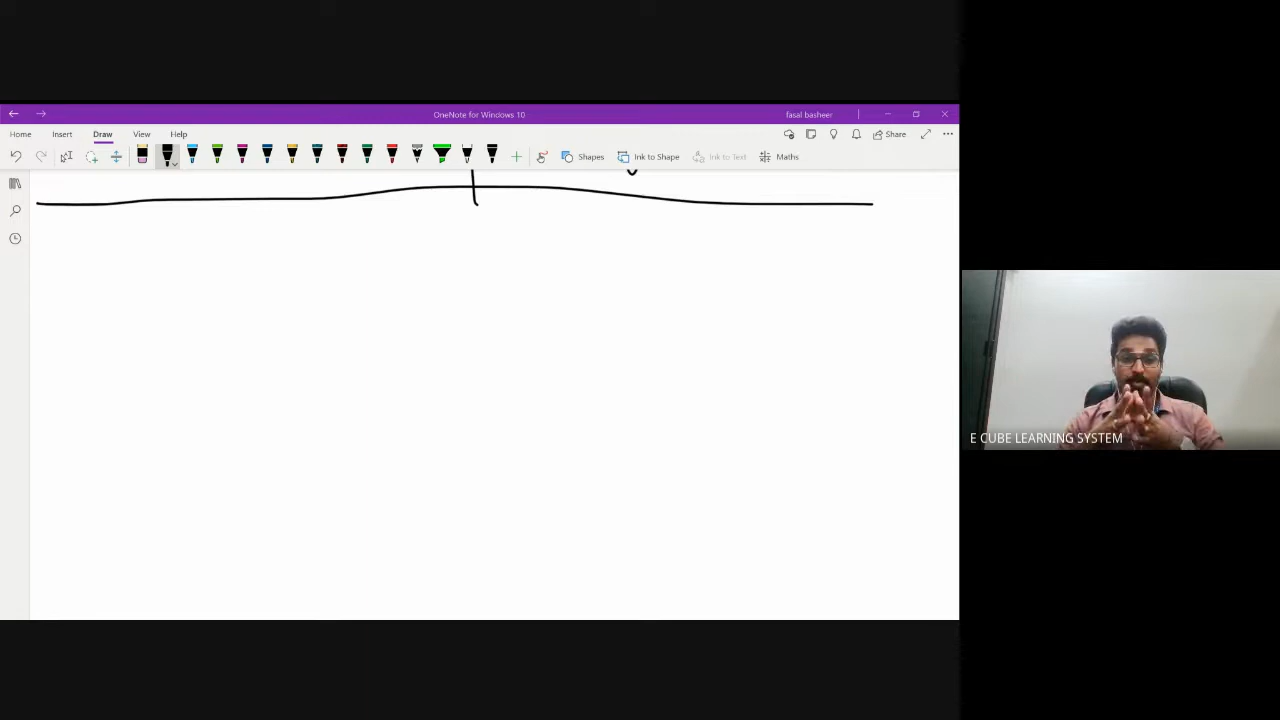 OneNote for Windows 10
fasal basheer
Home Insert Draw View Help
Share
Shapes Ink to Shape Ink to Text Maths
E CUBE LEARNING SYSTEM